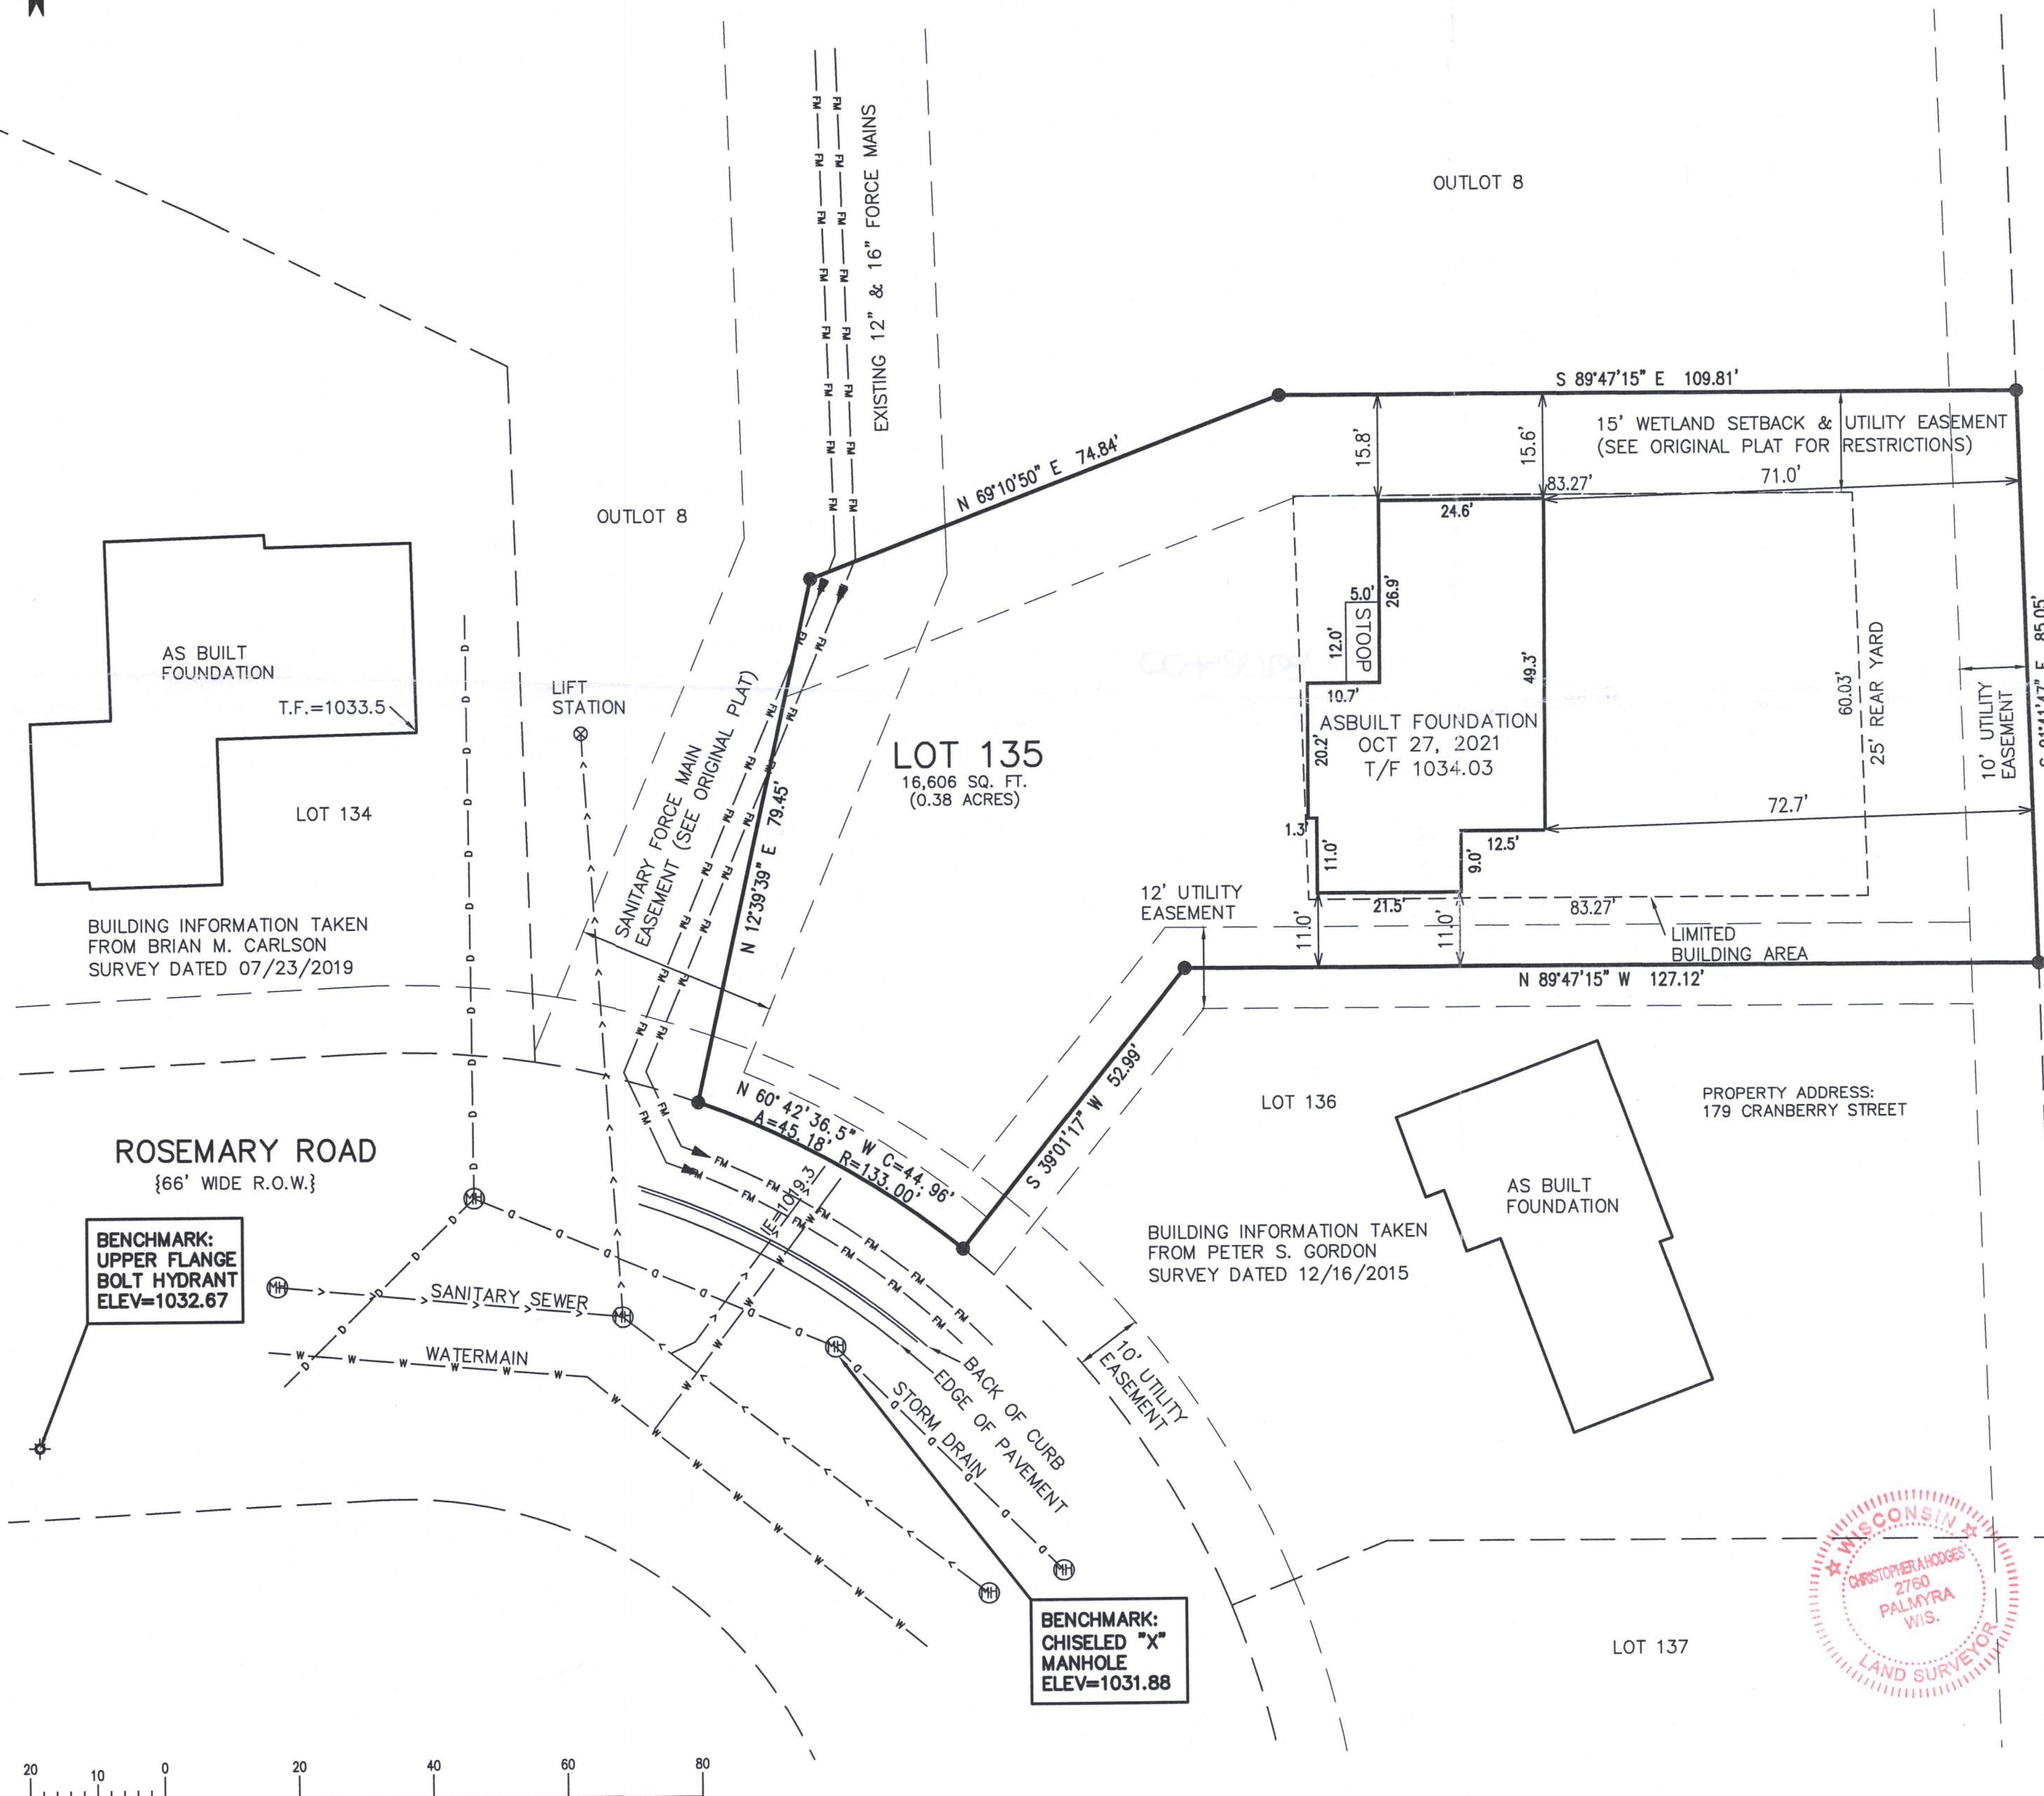 OUTLOT 8
EXISTING 12" & 16" FORCE MAINS
S 89°47'15" E 109.81'
15' WETLAND SETBACK & UTILITY EASEMENT
(SEE ORIGINAL PLAT FOR RESTRICTIONS)
15.8'
15.6'
83.27'
71.0'
24.6'
N 69°10'50" E 74.84'
OUTLOT 8
5.0'
26.9'
12.0'
STOOP
10.7'
49.3'
60.03'
25' REAR YARD
10' UTILITY
EASEMENT
85.05'
AS BUILT
FOUNDATION
T.F.=1033.5
LIFT
STATION
SANITARY FORCE MAIN
EASEMENT (SEE ORIGINAL PLAT)
N 12°39'39" E 79.45'
LOT 135
16,606 SQ. FT.
(0.38 ACRES)
ASBUILT FOUNDATION
OCT 27, 2021
T/F 1034.03
20.2'
LOT 134
72.7'
1.3'
11.0'
9.0'
12.5'
12' UTILITY
EASEMENT
21.5'
83.27'
11.0'
11.0'
LIMITED
BUILDING AREA
N 89°47'15" W 127.12'
BUILDING INFORMATION TAKEN
FROM BRIAN M. CARLSON
SURVEY DATED 07/23/2019
S 39°01'17" W 52.99'
N 60°42'36.5" W C=44.96'
A=45.18' R=133.00'
IE=1019.3
LOT 136
PROPERTY ADDRESS:
179 CRANBERRY STREET
ROSEMARY ROAD
{66' WIDE R.O.W.}
AS BUILT
FOUNDATION
BENCHMARK:
UPPER FLANGE
BOLT HYDRANT
ELEV=1032.67
BUILDING INFORMATION TAKEN
FROM PETER S. GORDON
SURVEY DATED 12/16/2015
MH
MH
SANITARY SEWER
MH
WATERMAIN
MH
BACK OF CURB
EDGE OF PAVEMENT
STORM DRAIN
10' UTILITY
EASEMENT
MH
MH
BENCHMARK:
CHISELED "X"
MANHOLE
ELEV=1031.88
LOT 137
WISCONSIN
CHRISTOPHER A HODGES
2760
PALMYRA
WIS.
LAND SURVEYOR
20 10 0 20 40 60 80